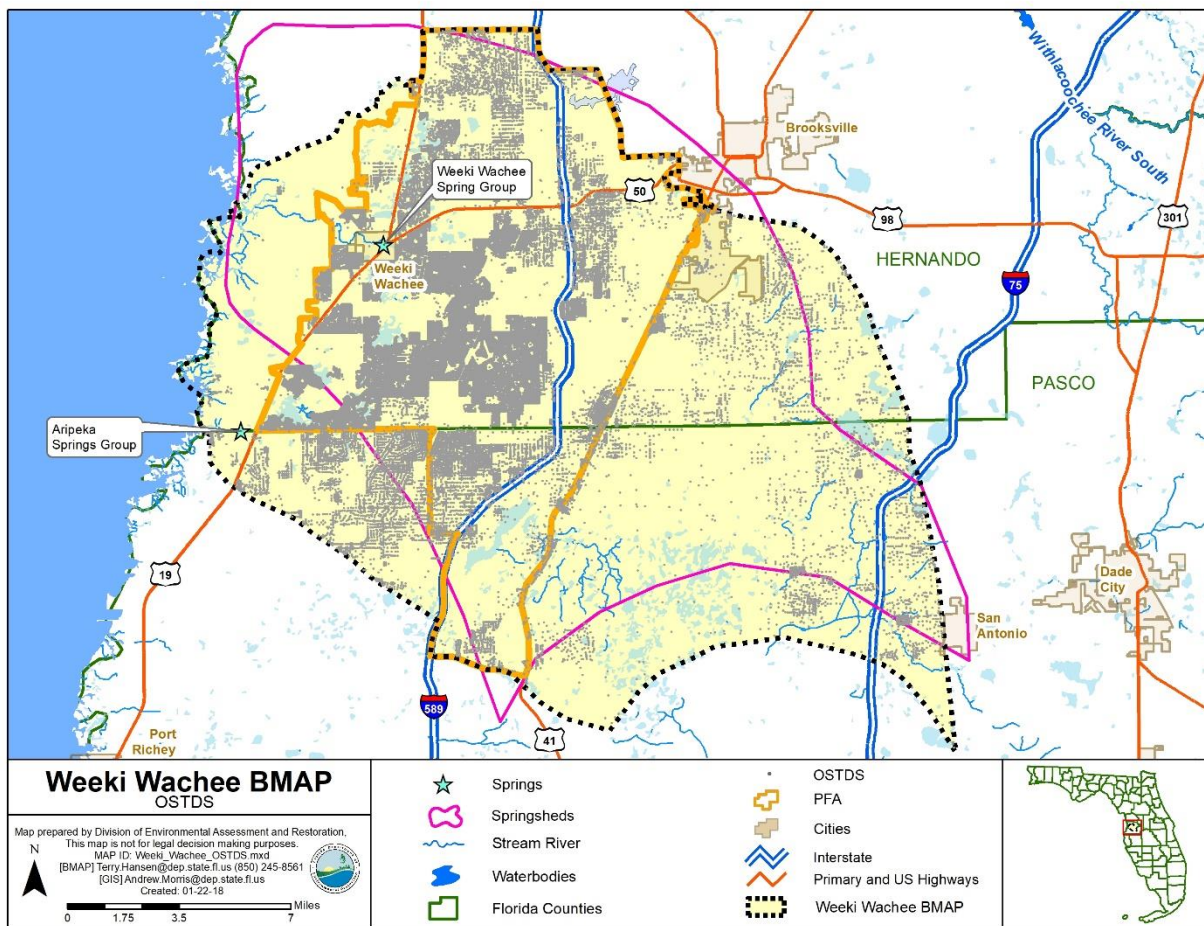 Withlacoochee River South
Brooksville
Weeki Wachee
Spring Group
50
98
301
HERNANDO
75
Weeki
Wachee
PASCO
Aripeka
Springs Group
19
Dade
City
San
Antonio
589
41
Port
Richey
Weeki Wachee BMAP
OSTDS
Map prepared by Division of Environmental Assessment and Restoration,
This map is not for legal decision making purposes.
MAP ID: Weeki_Wachee_OSTDS.mxd
[BMAP] Terry.Hansen@dep.state.fl.us (850) 245-8561
[GIS] Andrew.Morris@dep.state.fl.us
Created: 01-22-18
N
Miles
0 1.75 3.5 7
Springs
Springsheds
Stream River
Waterbodies
Florida Counties
OSTDS
PFA
Cities
Interstate
Primary and US Highways
Weeki Wachee BMAP